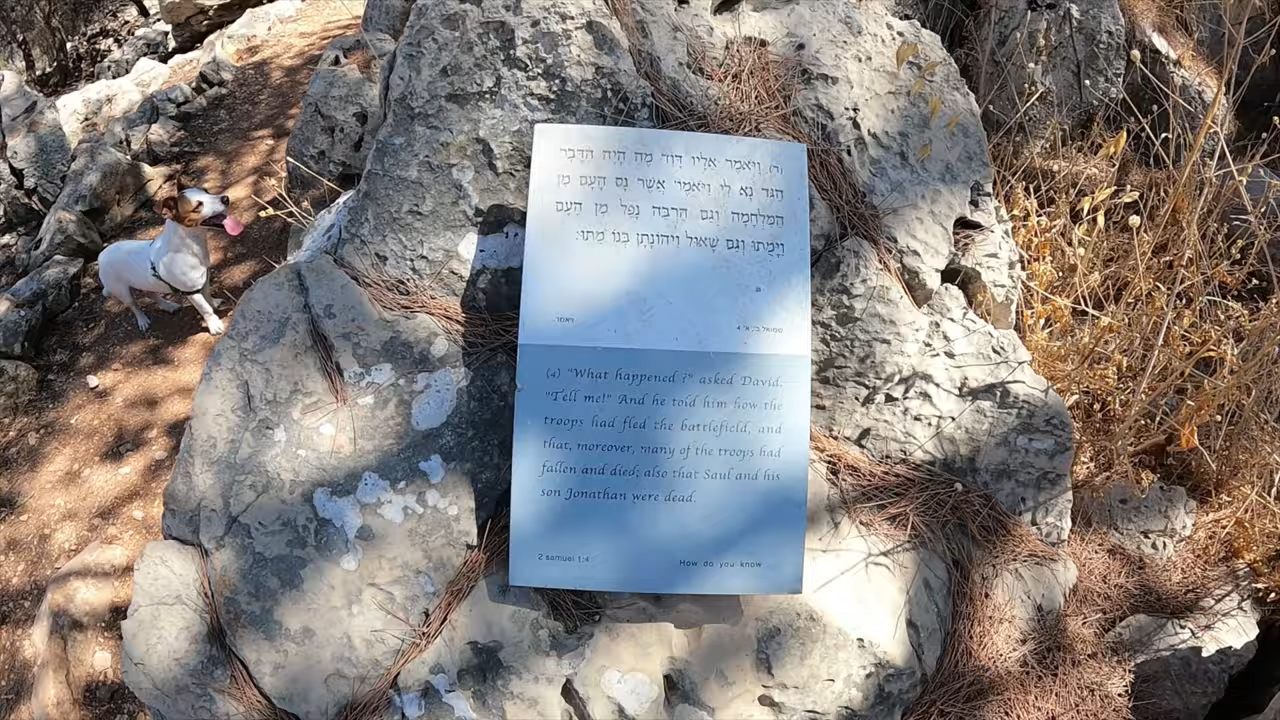 (ד) וַיֹּאמֶר אֵלָיו דָּוִד מֶה הָיָה הַדָּבָר
הַגֶּד נָא לִי וַיֹּאמֶר אֲשֶׁר נָס הָעָם מִן
הַמִּלְחָמָה וְגַם הַרְבֵּה נָפַל מִן הָעָם
וַיָּמֻתוּ וְגַם שָׁאוּל וִיהוֹנָתָן בְּנוֹ מֵתוּ:
שמואל ב', א' 4
(4) "What happened ?" asked David.
"Tell me!" And he told him how the
troops had fled the battlefield, and
that, moreover, many of the troops had
fallen and died; also that Saul and his
son Jonathan were dead.
2 samuel 1:4 How do you know